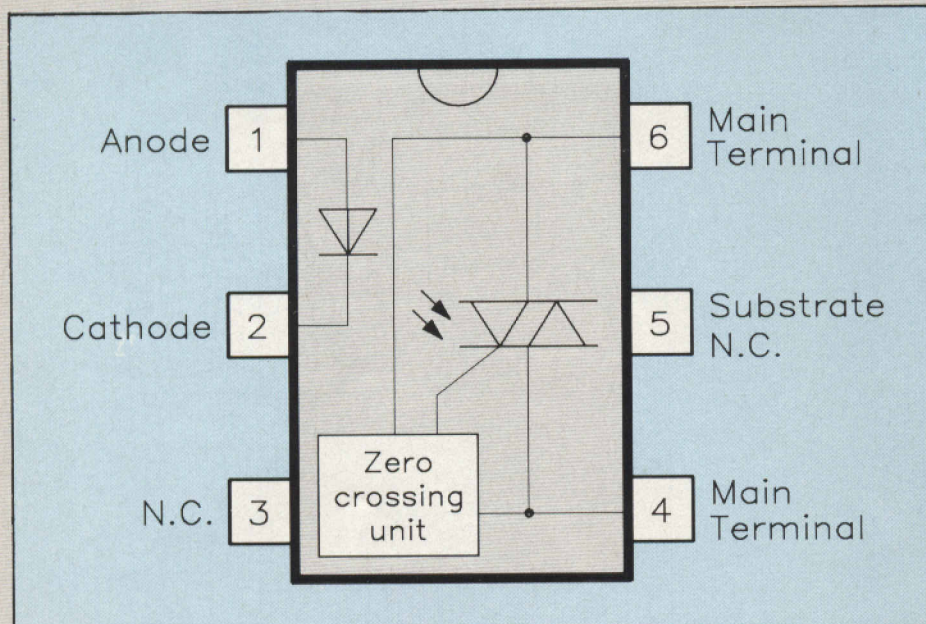 Anode
1
6
Main
Terminal
Cathode
2
5
Substrate
N.C.
Zero
crossing
unit
N.C.
3
4
Main
Terminal